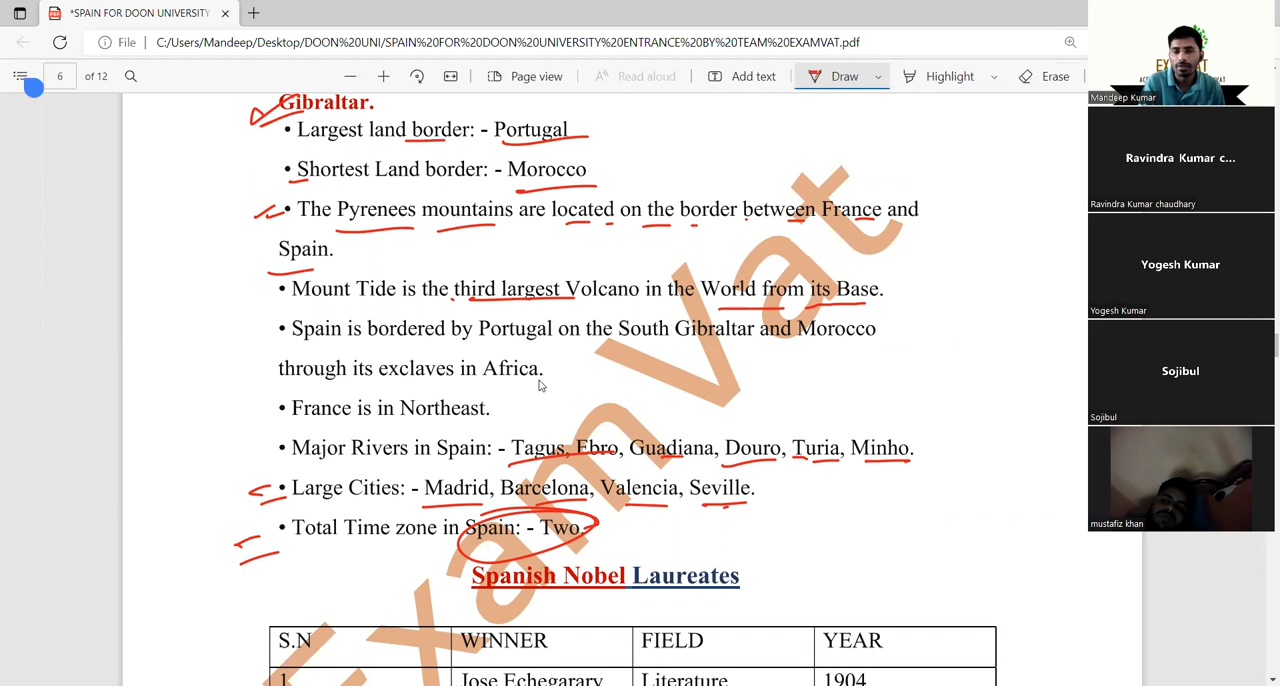 *SPAIN FOR DOON UNIVERSITY
File C:/Users/Mandeep/Desktop/DOON%20UNI/SPAIN%20FOR%20DOON%20UNIVERSITY%20ENTRANCE%20BY%20TEAM%20EXAMVAT.pdf
6 of 12
Page view
Read aloud
Add text
Draw
Highlight
Erase
Gibraltar.
• Largest land border: - Portugal
• Shortest Land border: - Morocco
• The Pyrenees mountains are located on the border between France and
Spain.
• Mount Tide is the third largest Volcano in the World from its Base.
• Spain is bordered by Portugal on the South Gibraltar and Morocco
through its exclaves in Africa.
• France is in Northeast.
• Major Rivers in Spain: - Tagus, Ebro, Guadiana, Douro, Turia, Minho.
• Large Cities: - Madrid, Barcelona, Valencia, Seville.
• Total Time zone in Spain: - Two.
Spanish Nobel Laureates
S.N WINNER FIELD YEAR
1 Jose Echegarary Literature 1904
ExamVat
Mandeep Kumar
Ravindra Kumar c...
Ravindra Kumar chaudhary
Yogesh Kumar
Yogesh Kumar
Sojibul
Sojibul
mustafiz khan